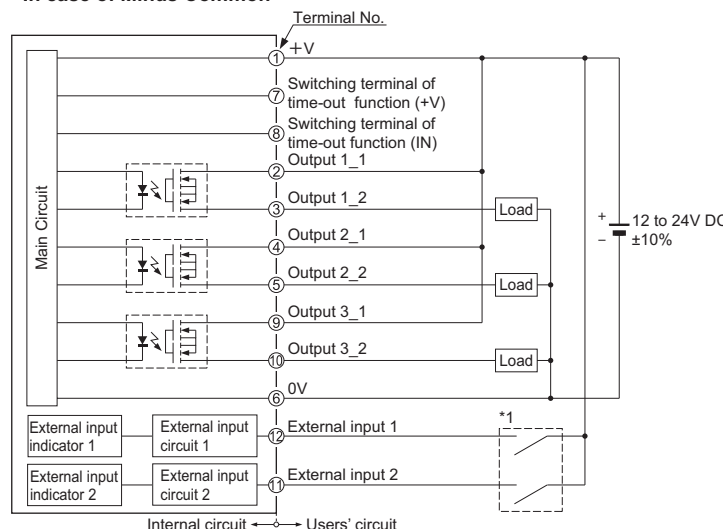 In case of Minus Common
Terminal No.
Main Circuit
1
+V
7
Switching terminal of
time-out function (+V)
8
Switching terminal of
time-out function (IN)
2
Output 1_1
3
Output 1_2
Load
4
Output 2_1
5
Output 2_2
Load
9
Output 3_1
10
Output 3_2
Load
6
0V
+
−
12 to 24V DC
±10%
External input
indicator 1
External input
circuit 1
12
External input 1
*1
External input
indicator 2
External input
circuit 2
11
External input 2
Internal circuit
Users' circuit